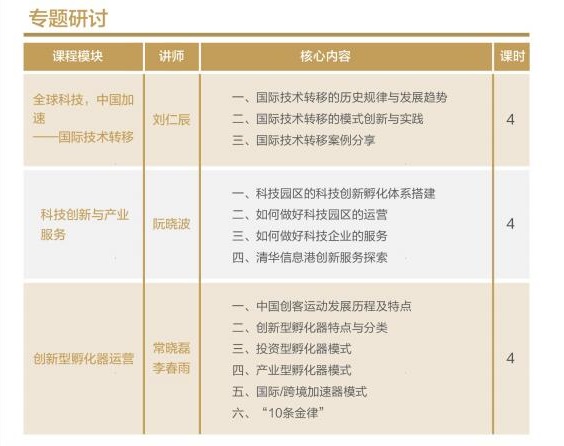 专题研讨
课程模块 讲师 核心内容 课时
全球科技，中国加
速
——国际技术转移
刘仁辰
一、国际技术转移的历史规律与发展趋势
二、国际技术转移的模式创新与实践
三、国际技术转移案例分享
4
科技创新与产业
服务
阮晓波
一、科技园区的科技创新孵化体系搭建
二、如何做好科技园区的运营
三、如何做好科技企业的服务
四、清华信息港创新服务探索
4
创新型孵化器运营
常晓磊
李春雨
一、中国创客运动发展历程及特点
二、创新型孵化器特点与分类
三、投资型孵化器模式
四、产业型孵化器模式
五、国际/跨境加速器模式
六、“10条金律”
4